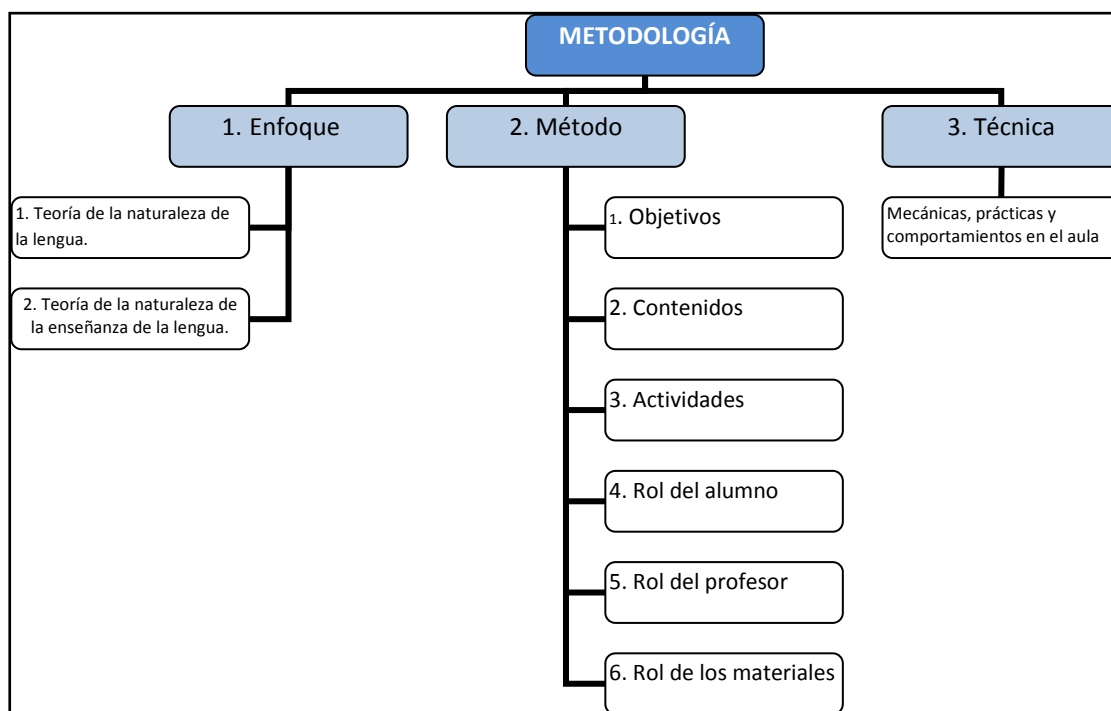 METODOLOGÍA
1. Enfoque
2. Método
3. Técnica
1. Teoría de la naturaleza de
la lengua.
2. Teoría de la naturaleza de
la enseñanza de la lengua.
1. Objetivos
2. Contenidos
3. Actividades
4. Rol del alumno
5. Rol del profesor
6. Rol de los materiales
Mecánicas, prácticas y
comportamientos en el aula